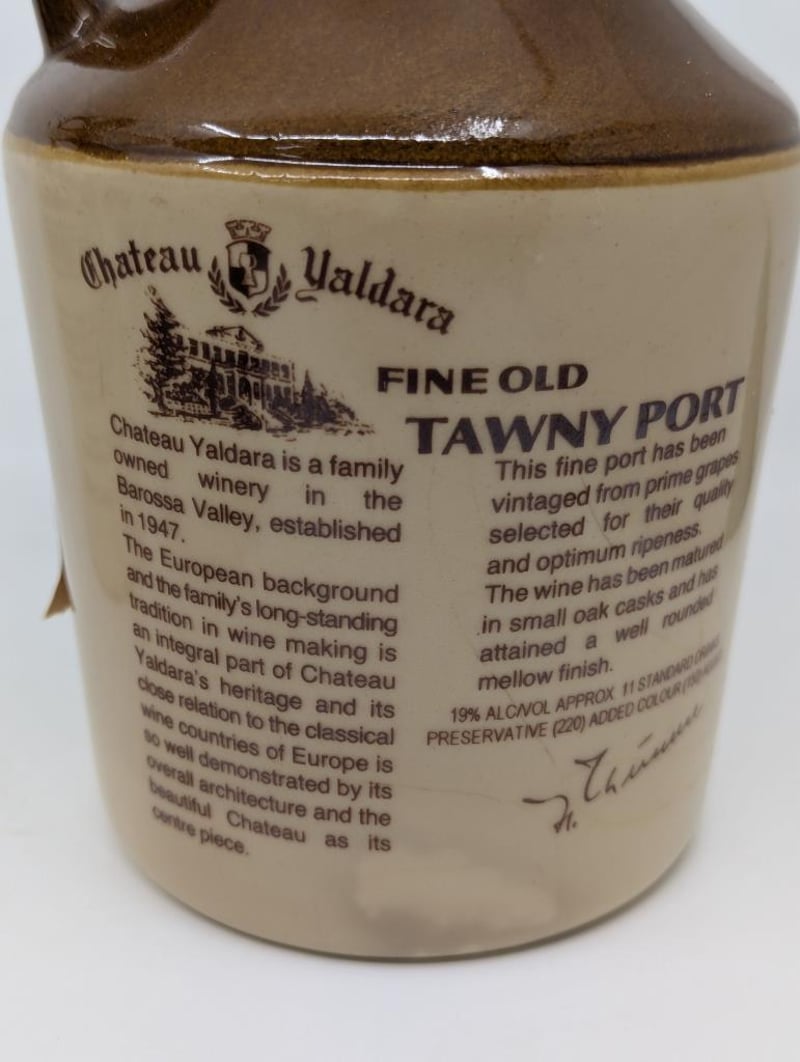 Chateau Yaldara
FINE OLD
TAWNY PORT
Chateau Yaldara is a family
owned winery in the
Barossa Valley, established
in 1947.
The European background
and the family's long-standing
tradition in wine making is
an integral part of Chateau
Yaldara's heritage and its
close relation to the classical
wine countries of Europe is
so well demonstrated by its
overall architecture and the
beautiful Chateau as its
centre piece.
This fine port has been
vintaged from prime grapes
selected for their quality
and optimum ripeness.
The wine has been matured
in small oak casks and has
attained a well rounded
mellow finish.
19% ALC/VOL APPROX 11 STANDARD DRINKS
PRESERVATIVE (220) ADDED COLOUR